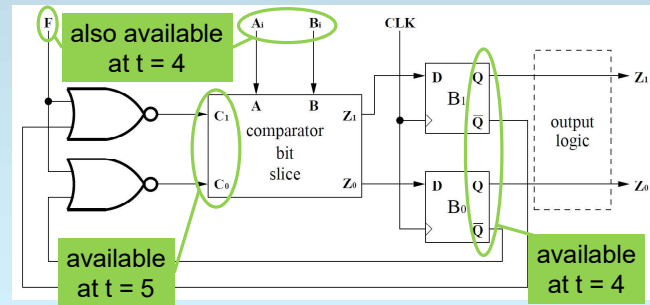 F
also available
at t = 4
Ai
Bi
CLK
A
B
C1
Z1
comparator
bit
slice
C0
Z0
D
Q
B1
Q
D
Q
B0
Q
output
logic
Z1
Z0
available
at t = 5
available
at t = 4